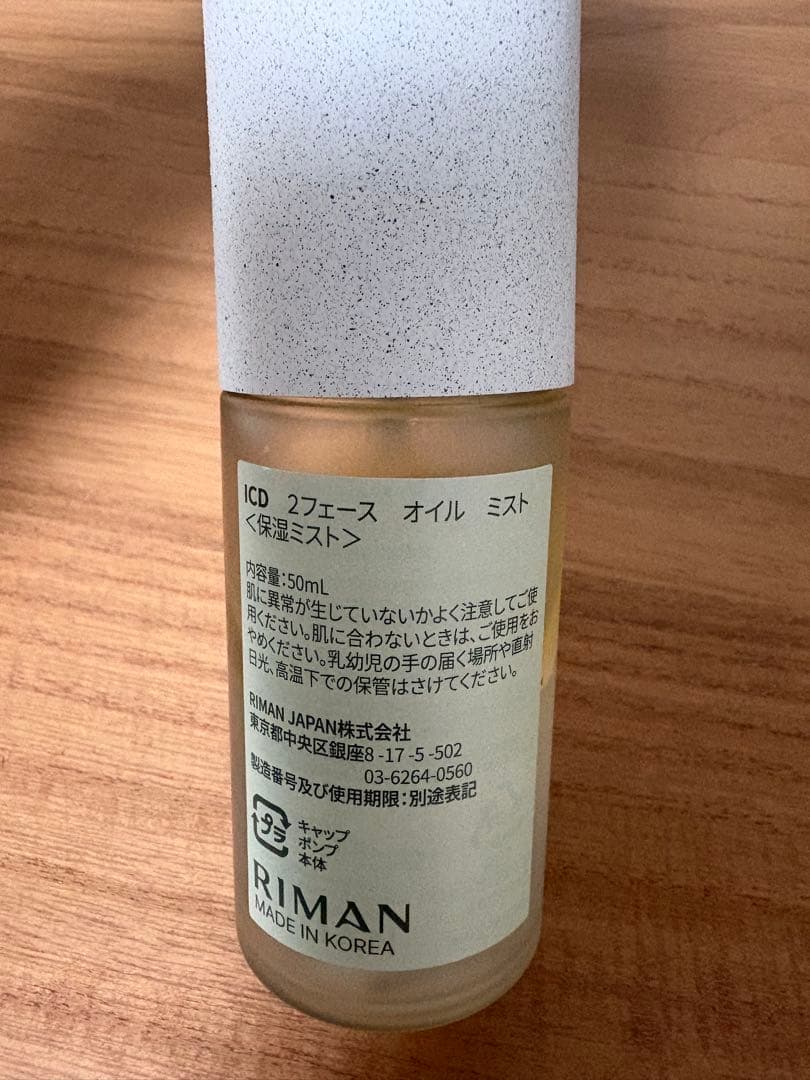 ICD 2フェース オイル ミスト
＜保湿ミスト＞
内容量：50mL
肌に異常が生じていないかよく注意してご使
用ください。肌に合わないときは、ご使用をお
やめください。乳幼児の手の届く場所や直射
日光、高温下での保管はさけてください。
RIMAN JAPAN株式会社
東京都中央区銀座8 -17 -5 -502
03-6264-0560
製造番号及び使用期限：別途表記
プラ
キャップ
ポンプ
本体
RIMAN
MADE IN KOREA